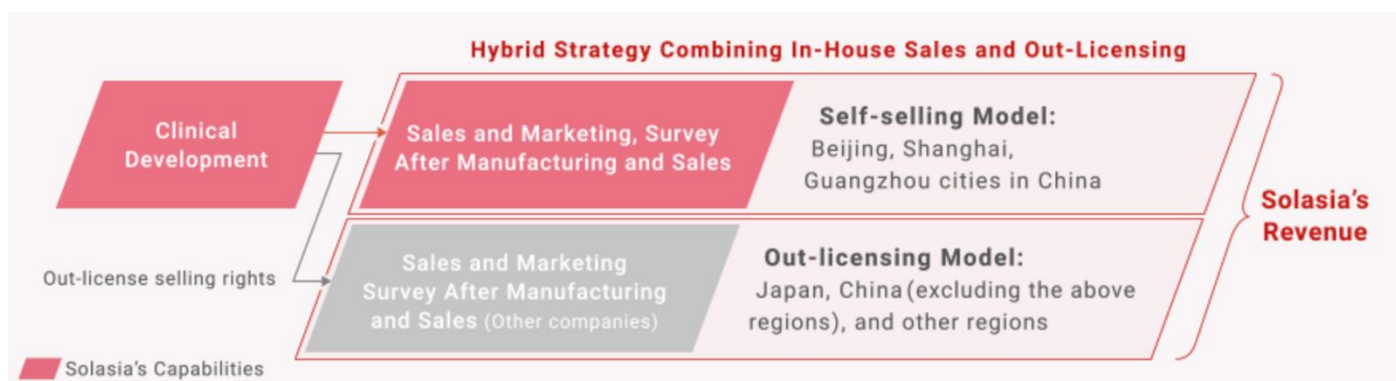 Hybrid Strategy Combining In-House Sales and Out-Licensing
Clinical
Development
Sales and Marketing, Survey
After Manufacturing and Sales
Self-selling Model:
Beijing, Shanghai,
Guangzhou cities in China
Out-license selling rights
Sales and Marketing
Survey After Manufacturing
and Sales (Other companies)
Out-licensing Model:
Japan, China(excluding the above
regions), and other regions
Solasia's
Revenue
Solasia's Capabilities